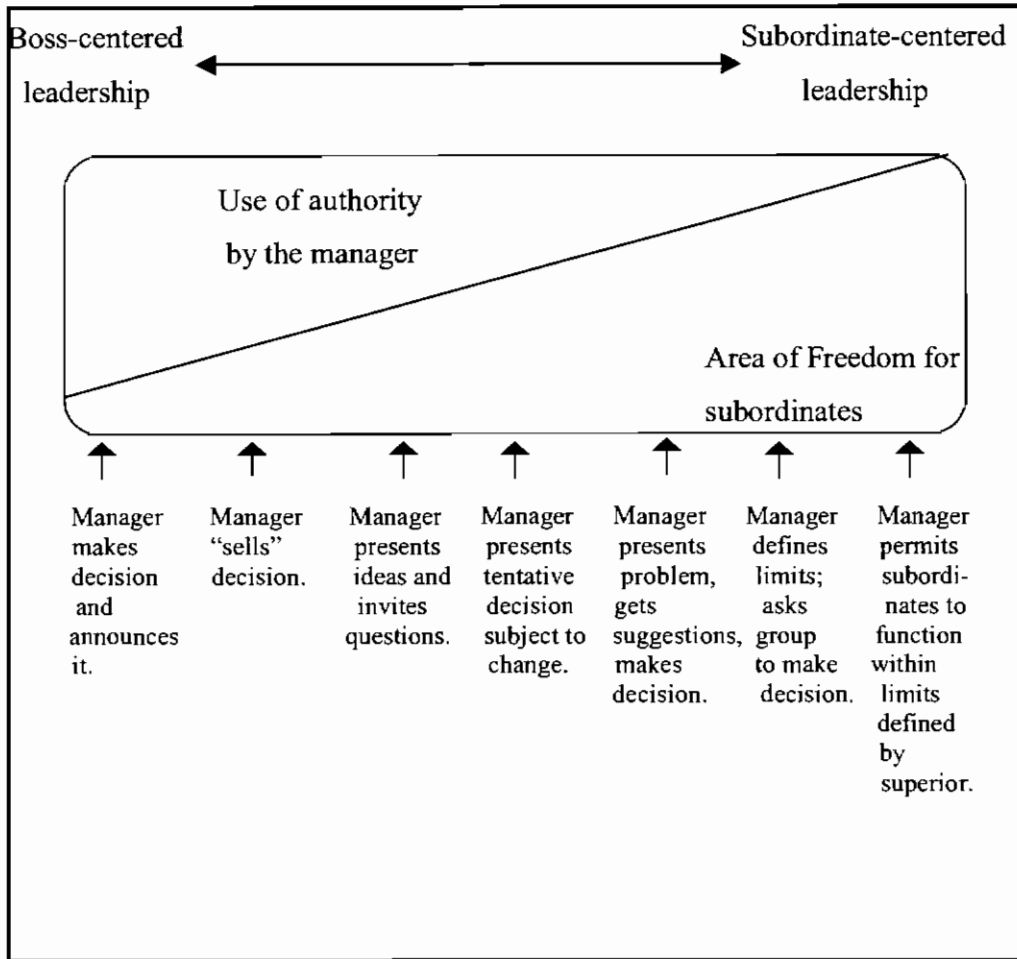 Boss-centered
leadership
Subordinate-centered
leadership
Use of authority
by the manager
Area of Freedom for
subordinates
Manager
makes
decision
and
announces
it.
Manager
“sells”
decision.
Manager
presents
ideas and
invites
questions.
Manager
presents
tentative
decision
subject to
change.
Manager
presents
problem,
gets
suggestions,
makes
decision.
Manager
defines
limits;
asks
group
to make
decision.
Manager
permits
subordi-
nates to
function
within
limits
defined
by
superior.